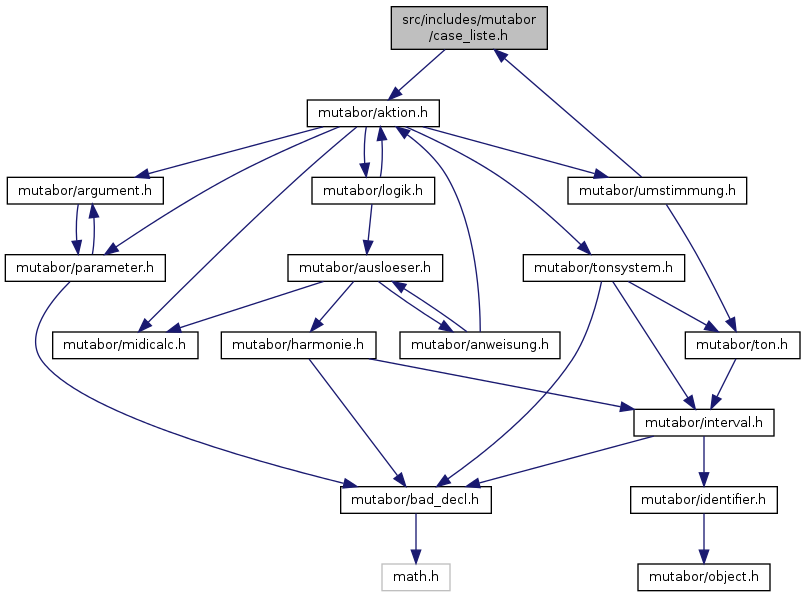 src/includes/mutabor
/case_liste.h
mutabor/aktion.h
mutabor/argument.h
mutabor/logik.h
mutabor/umstimmung.h
mutabor/parameter.h
mutabor/ausloeser.h
mutabor/tonsystem.h
mutabor/midicalc.h
mutabor/harmonie.h
mutabor/anweisung.h
mutabor/ton.h
mutabor/interval.h
mutabor/bad_decl.h
mutabor/identifier.h
math.h
mutabor/object.h